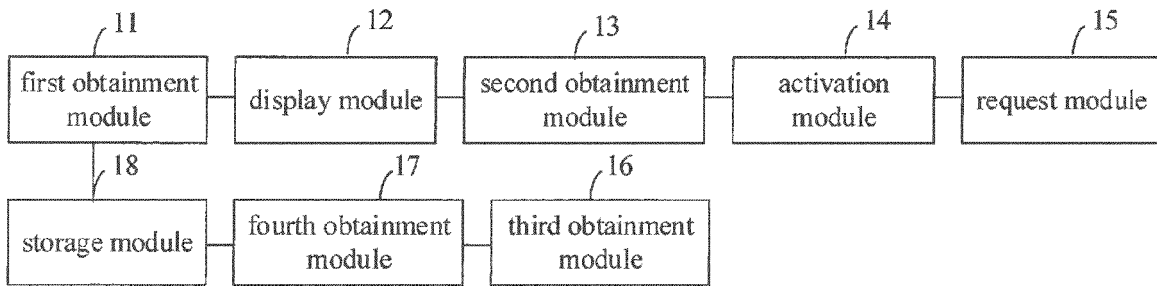 11
12
13
14
15
first obtainment
module
display module
second obtainment
module
activation
module
request module
18
17
16
storage module
fourth obtainment
module
third obtainment
module